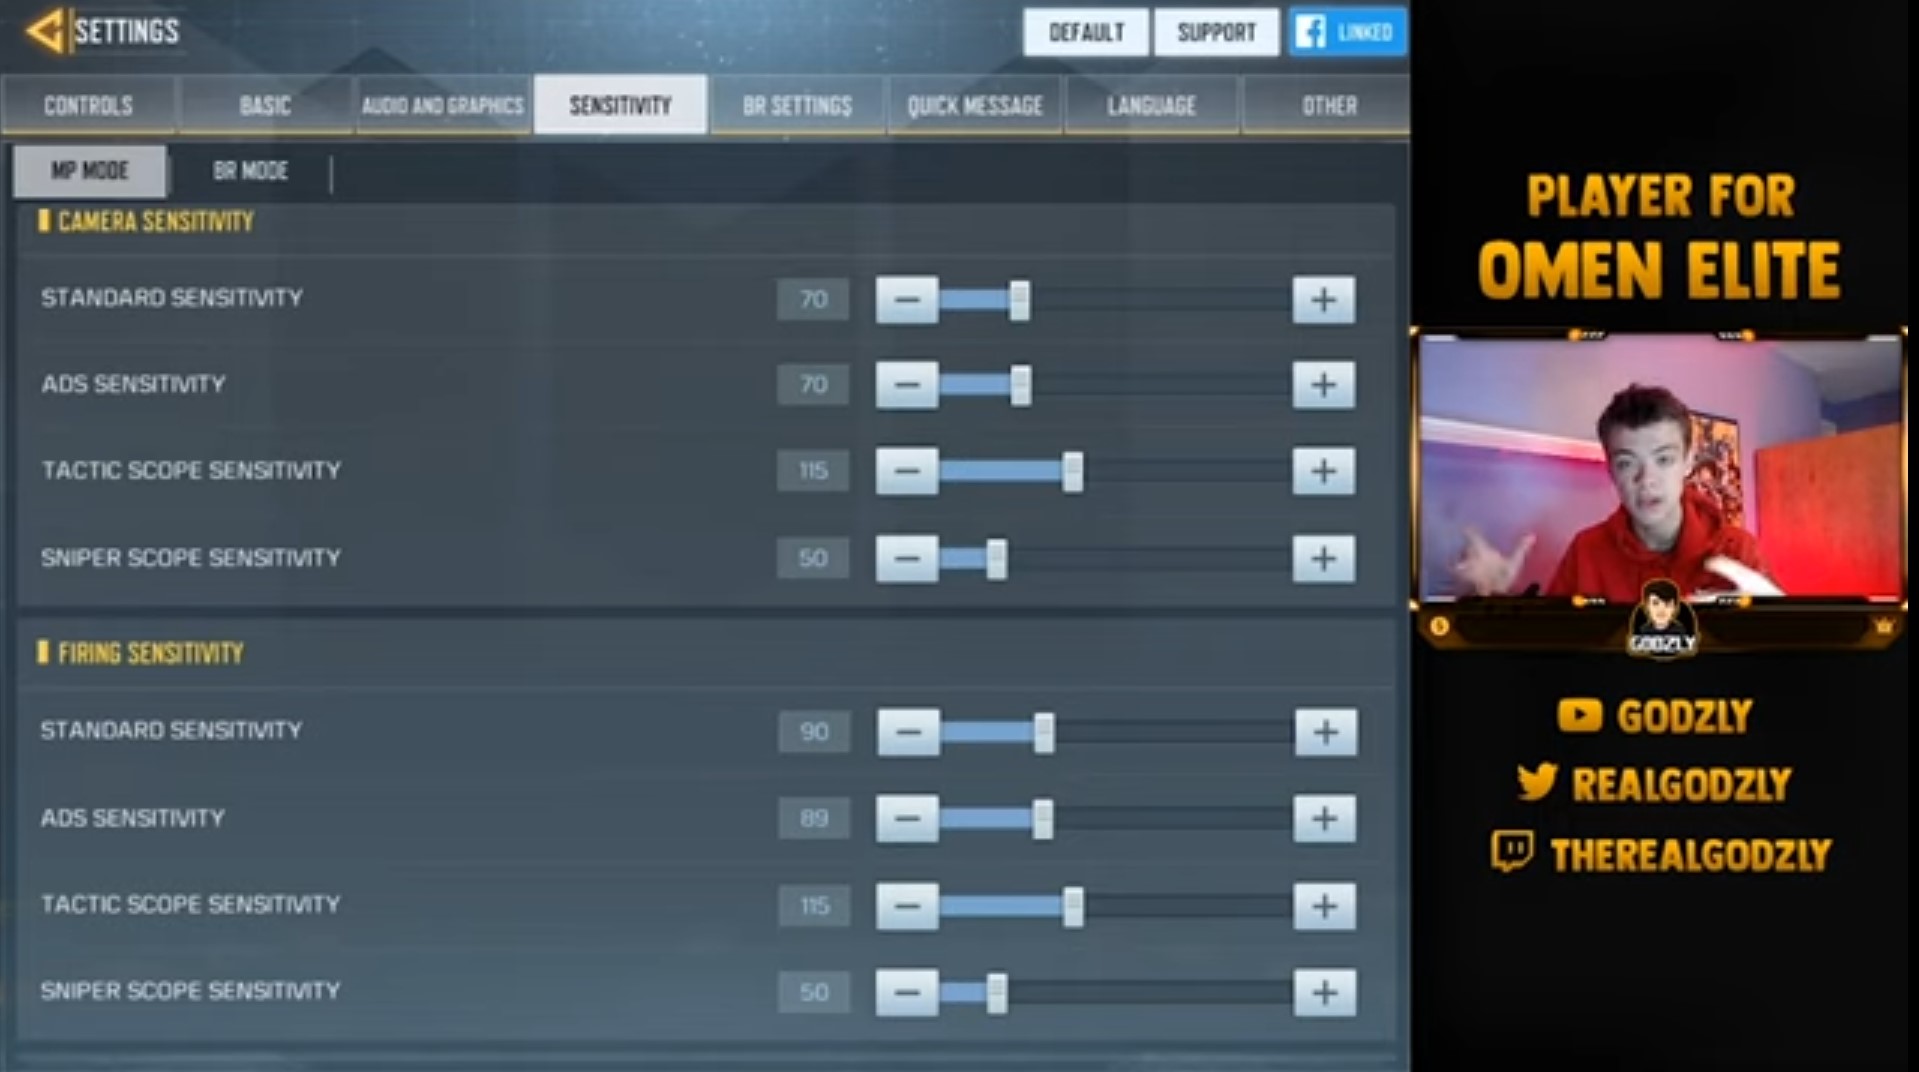 SETTINGS
DEFAULT
SUPPORT
LINKED
CONTROLS
BASIC
AUDIO AND GRAPHICS
SENSITIVITY
BR SETTINGS
QUICK MESSAGE
LANGUAGE
OTHER
MP MODE
BR MODE
CAMERA SENSITIVITY
STANDARD SENSITIVITY 70
ADS SENSITIVITY 70
TACTIC SCOPE SENSITIVITY 115
SNIPER SCOPE SENSITIVITY 50
FIRING SENSITIVITY
STANDARD SENSITIVITY 90
ADS SENSITIVITY 89
TACTIC SCOPE SENSITIVITY 115
SNIPER SCOPE SENSITIVITY 50
PLAYER FOR
OMEN ELITE
GODZLY
GODZLY
REALGODZLY
THEREALGODZLY